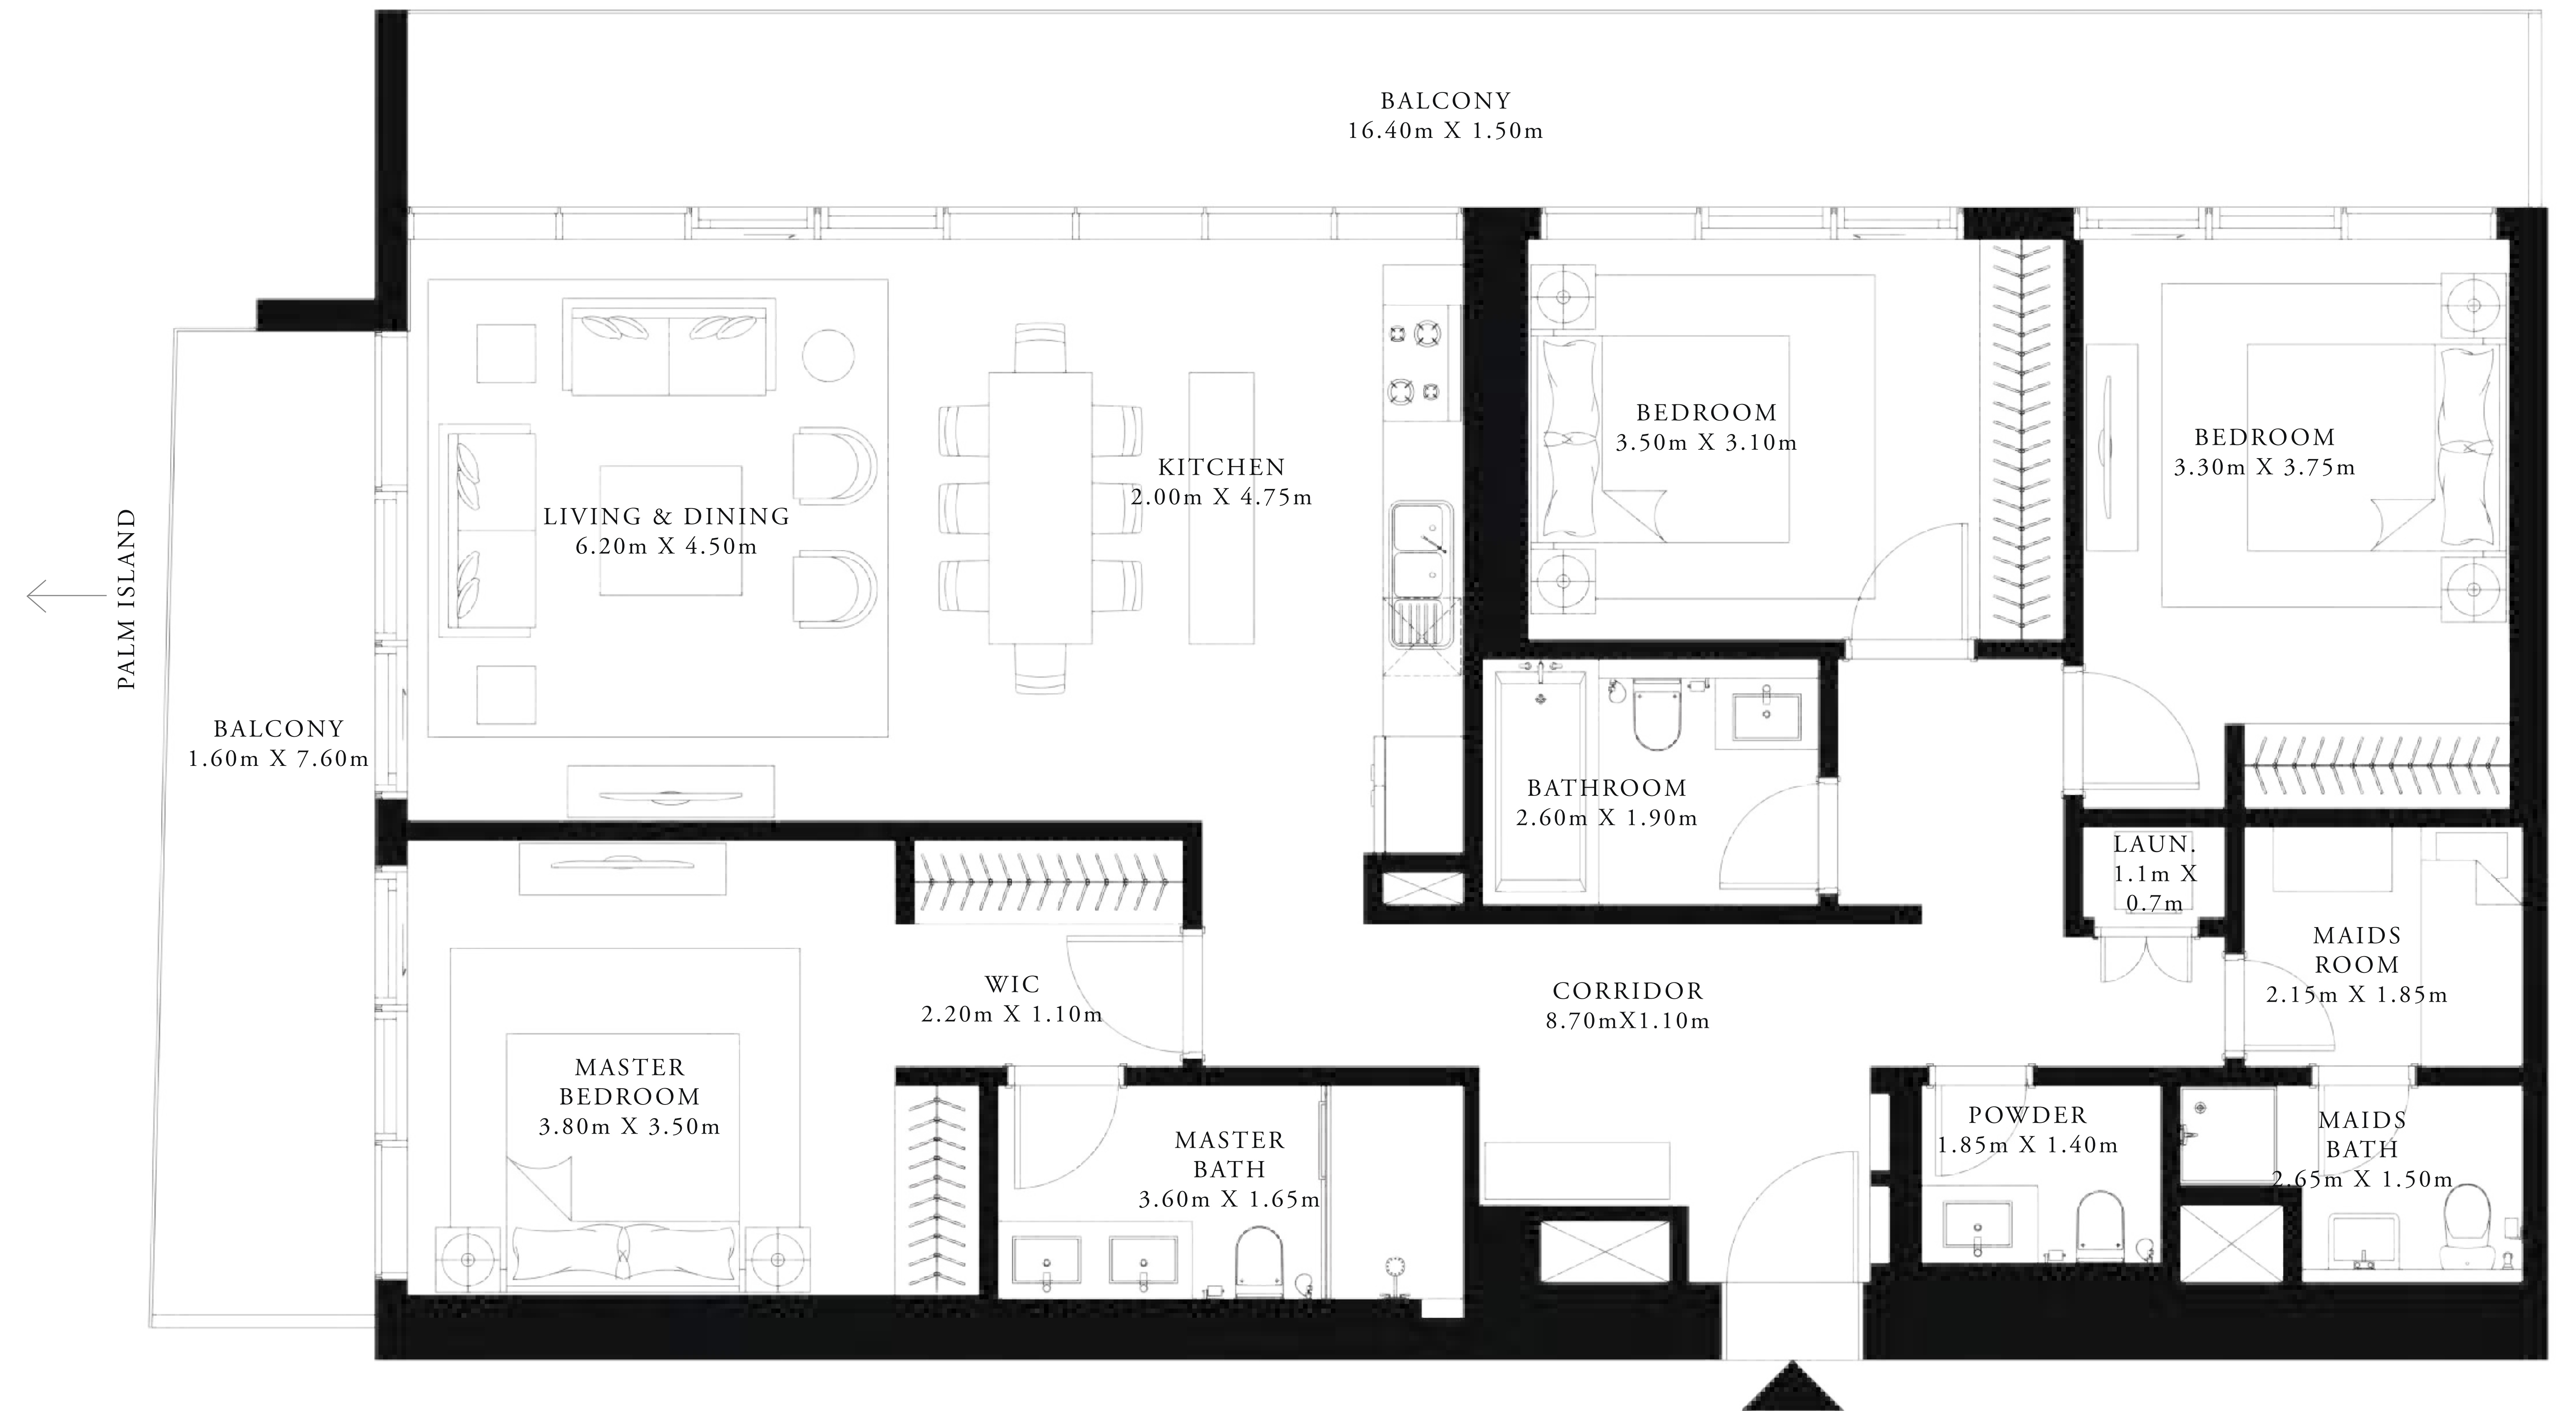 BALCONY
16.40m X 1.50m
BEDROOM
3.50m X 3.10m
BEDROOM
3.30m X 3.75m
KITCHEN
2.00m X 4.75m
LIVING & DINING
6.20m X 4.50m
PALM ISLAND
BALCONY
1.60m X 7.60m
BATHROOM
2.60m X 1.90m
LAUN.
1.1m X
0.7m
MAIDS
ROOM
2.15m X 1.85m
WIC
2.20m X 1.10m
CORRIDOR
8.70mX1.10m
MASTER
BEDROOM
3.80m X 3.50m
MASTER
BATH
3.60m X 1.65m
POWDER
1.85m X 1.40m
MAIDS
BATH
2.65m X 1.50m